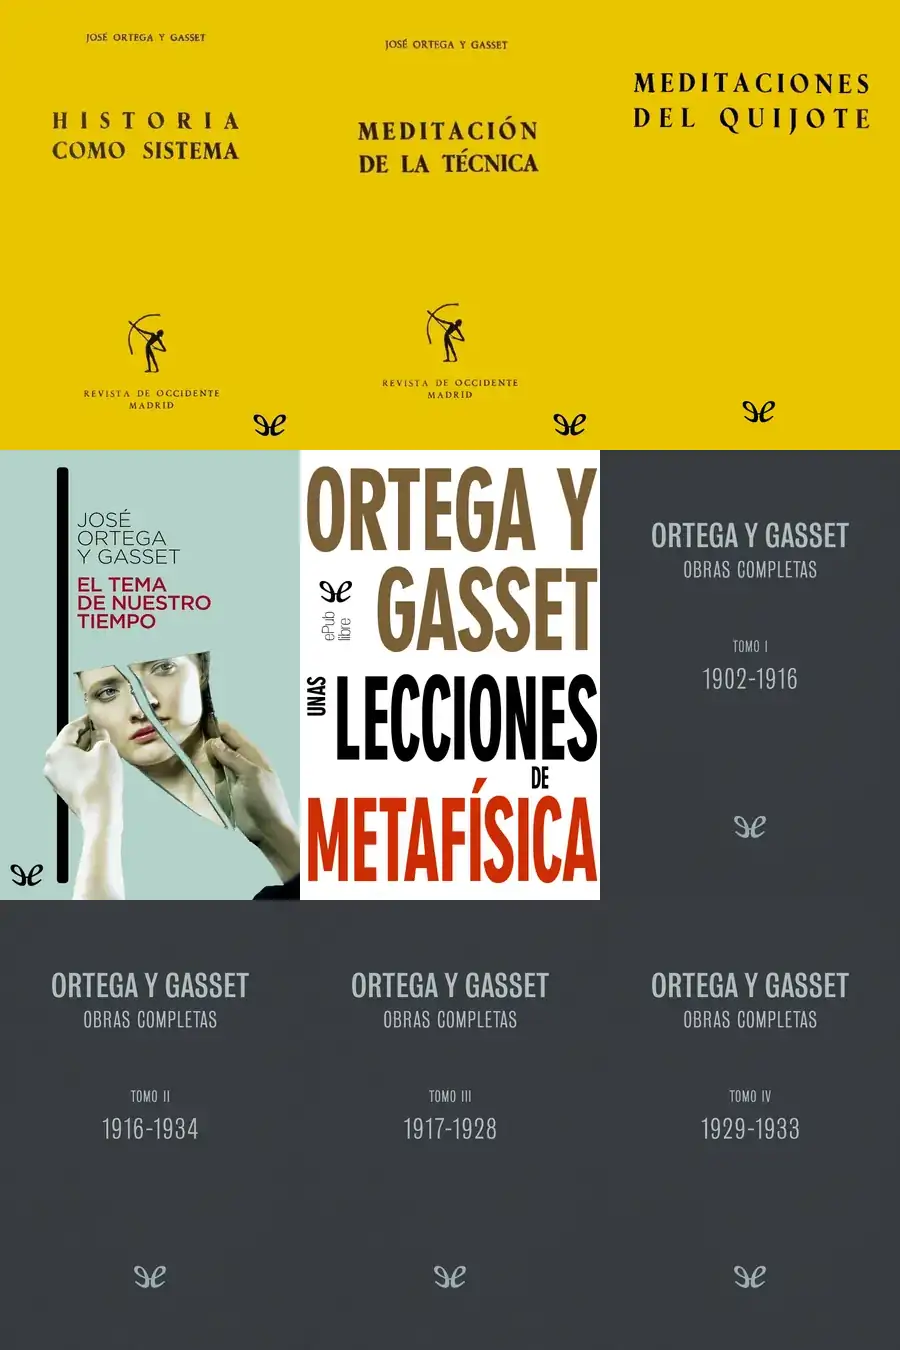 JOSÉ ORTEGA Y GASSET
HISTORIA
COMO SISTEMA
REVISTA DE OCCIDENTE
MADRID
JOSÉ ORTEGA Y GASSET
MEDITACIÓN
DE LA TÉCNICA
REVISTA DE OCCIDENTE
MADRID
MEDITACIONES
DEL QUIJOTE
JOSÉ
ORTEGA
Y GASSET
EL TEMA
DE NUESTRO
TIEMPO
ORTEGA Y
GASSET
ePub
libre
UNAS
LECCIONES
DE
METAFÍSICA
ORTEGA Y GASSET
OBRAS COMPLETAS
TOMO I
1902-1916
ORTEGA Y GASSET
OBRAS COMPLETAS
TOMO II
1916-1934
ORTEGA Y GASSET
OBRAS COMPLETAS
TOMO III
1917-1928
ORTEGA Y GASSET
OBRAS COMPLETAS
TOMO IV
1929-1933